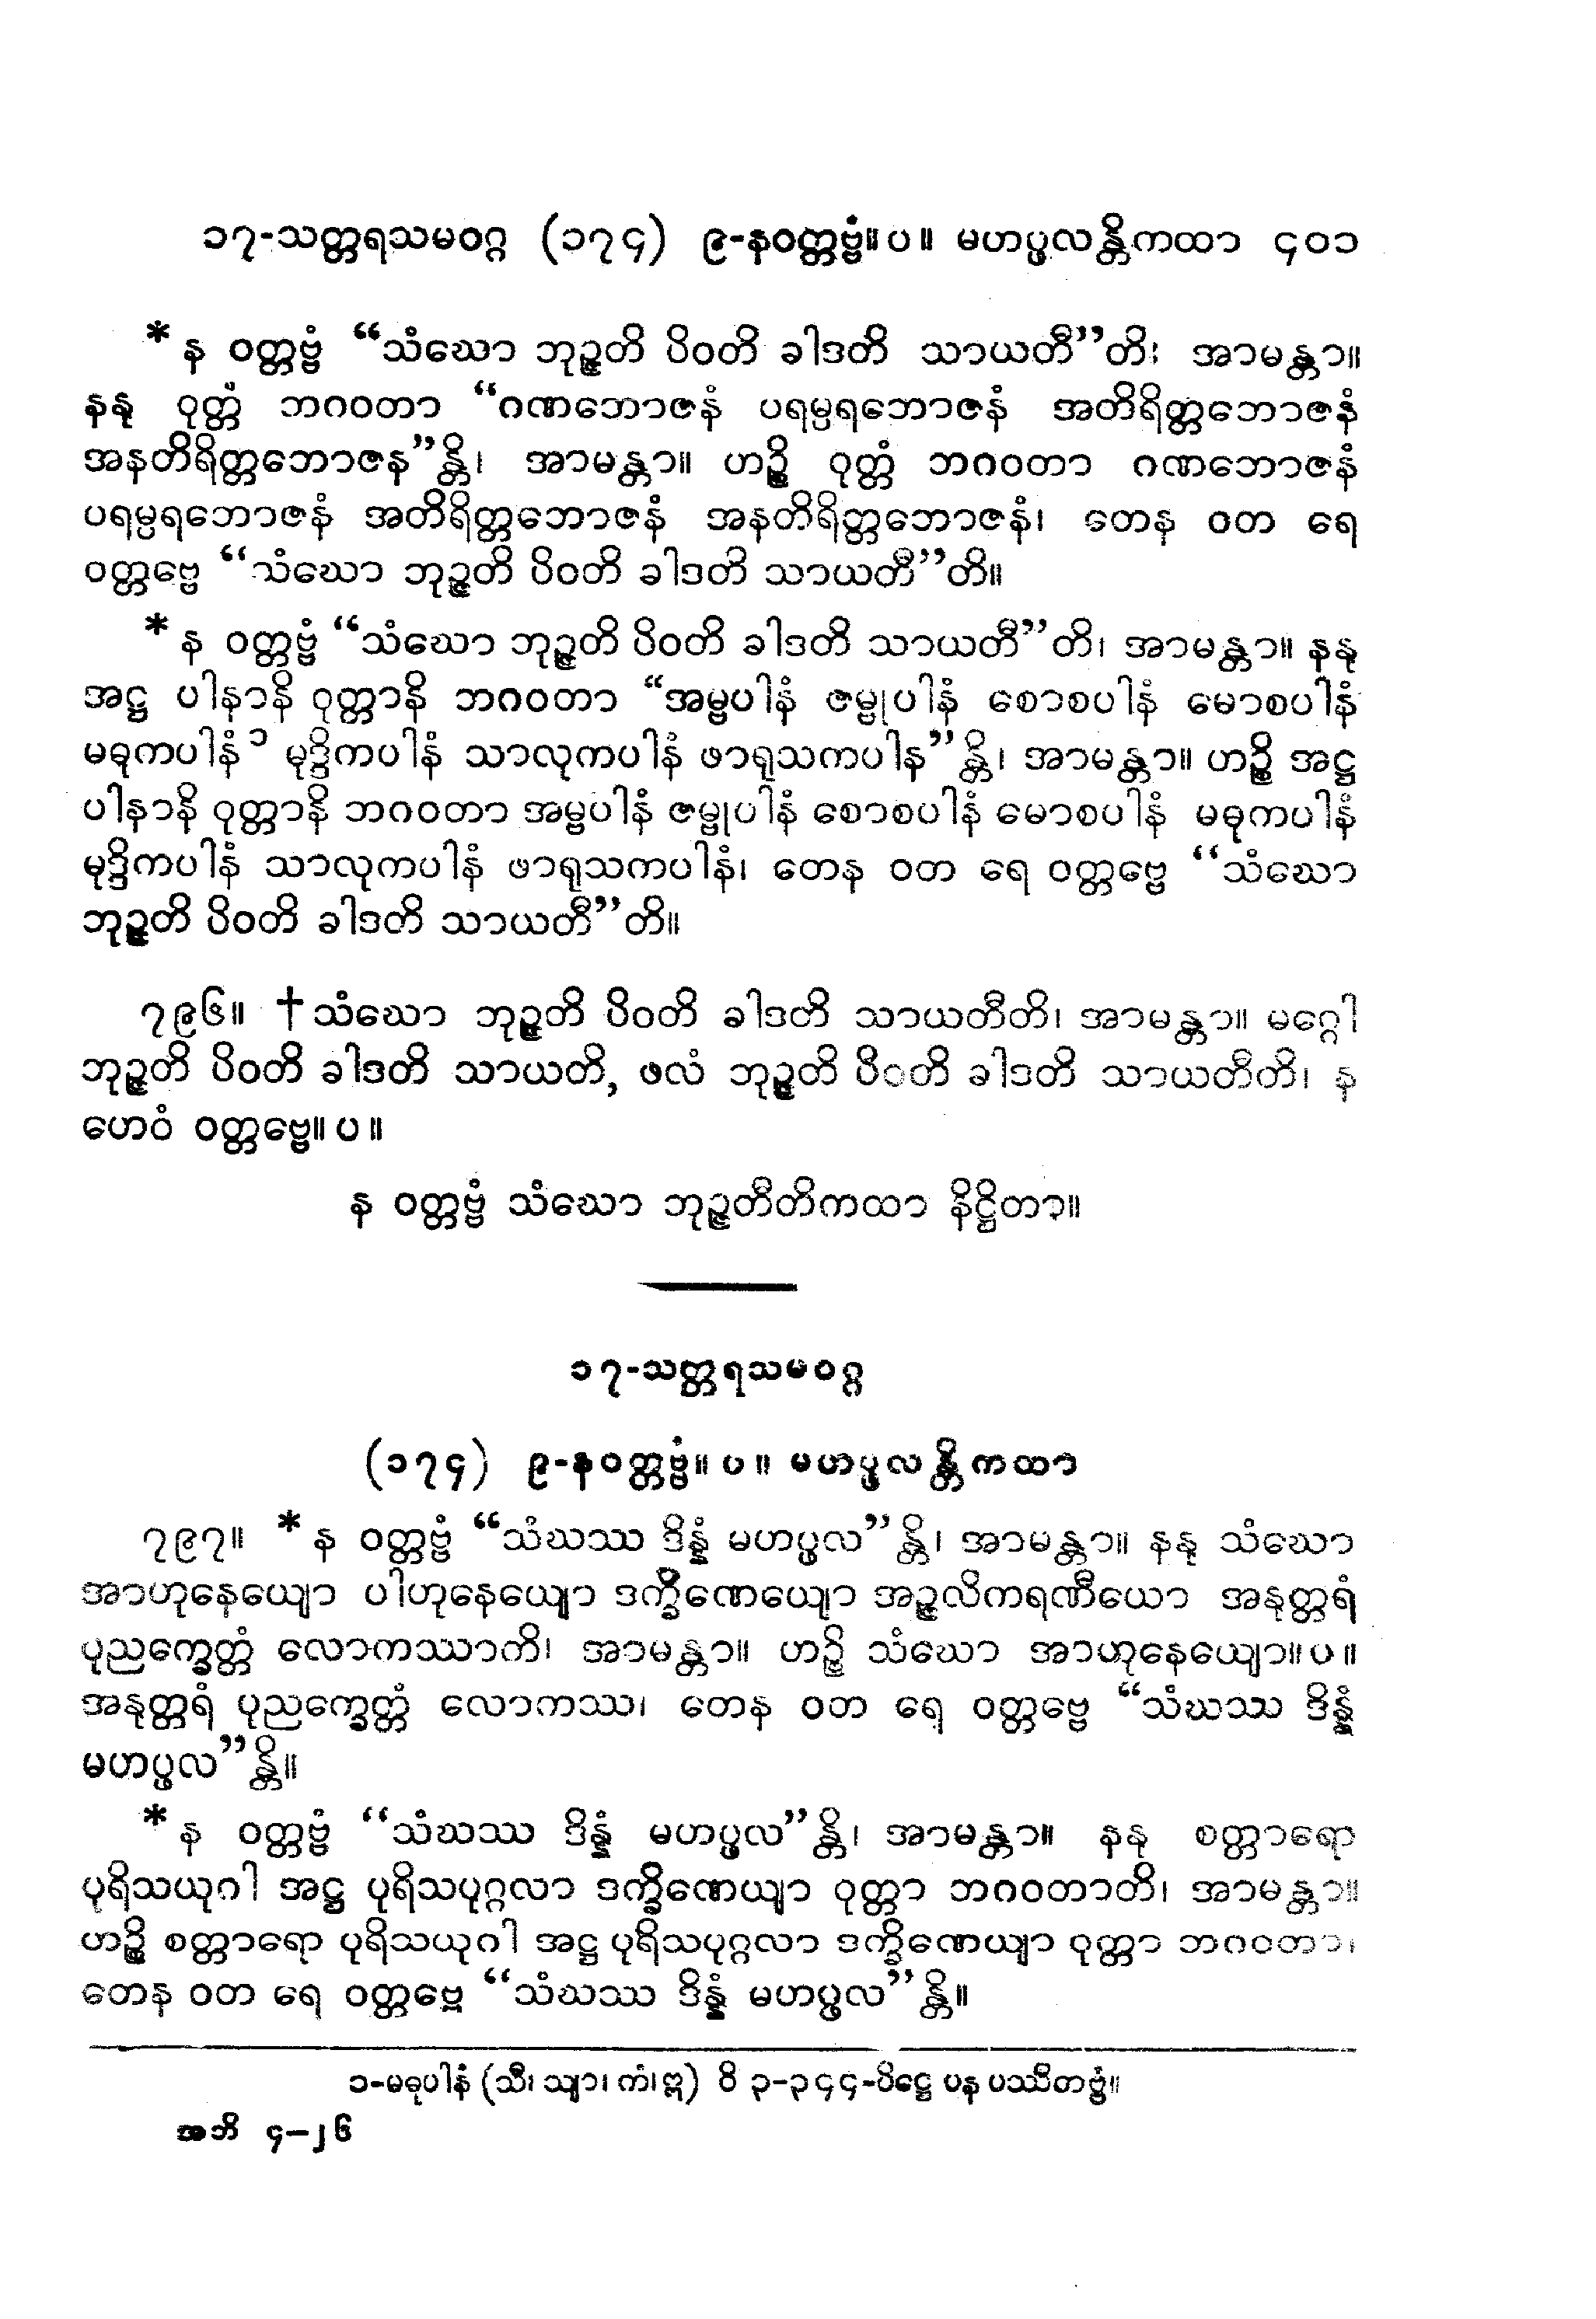 ၁၇-သတ္တရသမဝဂ္ဂ (၁၇၄) ၉-နဝတ္တဗ္ဗံ။ပ။ မဟပ္ဖလန္တိကထာ ၄၀၁
* န ဝတ္တဗ္ဗံ “သံဃော ဘုဉ္ဇတိ ပိဝတိ ခါဒတိ သာယတီ”တိ၊ အာမန္တာ။
နနု ဝုတ္တံ ဘဂဝတာ “ဂဏဘောဇနံ ပရမ္ပရဘောဇနံ အတိရိတ္တဘောဇနံ
အနတိရိတ္တဘောဇန”န္တိ၊ အာမန္တာ။ ဟဉ္စိ ဝုတ္တံ ဘဂဝတာ ဂဏဘောဇနံ
ပရမ္ပရဘောဇနံ အတိရိတ္တဘောဇနံ အနတိရိတ္တဘောဇနံ၊ တေန ဝတ ရေ
ဝတ္တဗ္ဗေ “သံဃော ဘုဉ္ဇတိ ပိဝတိ ခါဒတိ သာယတီ”တိ။
* န ဝတ္တဗ္ဗံ “သံဃော ဘုဉ္ဇတိ ပိဝတိ ခါဒတိ သာယတီ”တိ၊ အာမန္တာ။ နနု
အဋ္ဌ ပါနာနိ ဝုတ္တာနိ ဘဂဝတာ “အမ္ဗပါနံ ဇမ္ဗုပါနံ စောစပါနံ မောစပါနံ
မဓုကပါနံ၁ မုဒ္ဒိကပါနံ သာလုကပါနံ ဖာရုသကပါန”န္တိ၊ အာမန္တာ။ ဟဉ္စိ အဋ္ဌ
ပါနာနိ ဝုတ္တာနိ ဘဂဝတာ အမ္ဗပါနံ ဇမ္ဗုပါနံ စောစပါနံ မောစပါနံ မဓုကပါနံ
မုဒ္ဒိကပါနံ သာလုကပါနံ ဖာရုသကပါနံ၊ တေန ဝတ ရေ ဝတ္တဗ္ဗေ “သံဃော
ဘုဉ္ဇတိ ပိဝတိ ခါဒတိ သာယတီ”တိ။
၇၉၆။ †သံဃော ဘုဉ္ဇတိ ပိဝတိ ခါဒတိ သာယတီတိ၊ အာမန္တာ။ မဂ္ဂေါ
ဘုဉ္ဇတိ ပိဝတိ ခါဒတိ သာယတိ, ဖလံ ဘုဉ္ဇတိ ပိဝတိ ခါဒတိ သာယတီတိ၊ န
ဟေဝံ ဝတ္တဗ္ဗေ။ပ။
န ဝတ္တဗ္ဗံ သံဃော ဘုဉ္ဇတီတိကထာ နိဋ္ဌိတာ။
၁၇-သတ္တရသမဝဂ္ဂ
(၁၇၄) ၉-နဝတ္တဗ္ဗံ။ပ။ မဟပ္ဖလန္တိကထာ
၇၉၇။ * န ဝတ္တဗ္ဗံ “သံဃဿ ဒိန္နံ မဟပ္ဖလ”န္တိ၊ အာမန္တာ။ နနု သံဃော
အာဟုနေယျော ပါဟုနေယျော ဒက္ခိဏေယျော အဉ္ဇလိကရဏီယော အနုတ္တရံ
ပုညက္ခေတ္တံ လောကဿာတိ၊ အာမန္တာ။ ဟဉ္စိ သံဃော အာဟုနေယျော။ပ။
အနုတ္တရံ ပုညက္ခေတ္တံ လောကဿ၊ တေန ဝတ ရေ ဝတ္တဗ္ဗေ “သံဃဿ ဒိန္နံ
မဟပ္ဖလ”န္တိ။
* န ဝတ္တဗ္ဗံ “သံဃဿ ဒိန္နံ မဟပ္ဖလ”န္တိ၊ အာမန္တာ။ နနု စတ္တာရော
ပုရိသယုဂါ အဋ္ဌ ပုရိသပုဂ္ဂလာ ဒက္ခိဏေယျာ ဝုတ္တာ ဘဂဝတာတိ၊ အာမန္တာ။
ဟဉ္စိ စတ္တာရော ပုရိသယုဂါ အဋ္ဌ ပုရိသပုဂ္ဂလာ ဒက္ခိဏေယျာ ဝုတ္တာ ဘဂဝတာ၊
တေန ဝတ ရေ ဝတ္တဗ္ဗေ “သံဃဿ ဒိန္နံ မဟပ္ဖလ”န္တိ။
၁-မဓုပါနံ (သီ၊ သျာ၊ ကံ၊ ဣ) ဝိ ၃-၃၄၄-ပိဋ္ဌေ ပန ပဿိတဗ္ဗံ။
အဘိ ၄–၂၆